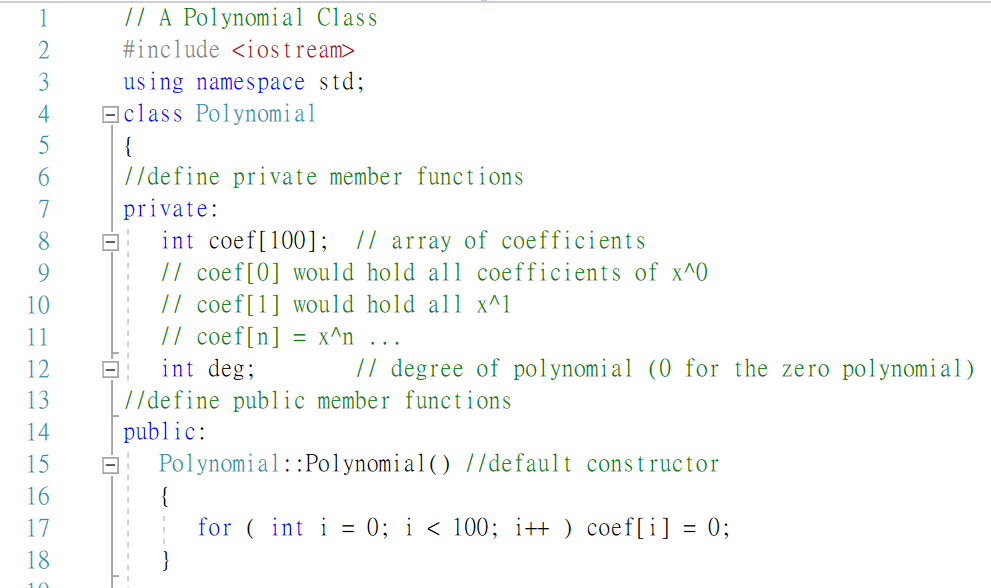 1 // A Polynomial Class
2 #include <iostream>
3 using namespace std;
4 class Polynomial
5 {
6 //define private member functions
7 private:
8 int coef[100]; // array of coefficients
9 // coef[0] would hold all coefficients of x^0
10 // coef[1] would hold all x^1
11 // coef[n] = x^n ...
12 int deg; // degree of polynomial (0 for the zero polynomial)
13 //define public member functions
14 public:
15 Polynomial::Polynomial() //default constructor
16 {
17 for ( int i = 0; i < 100; i++ ) coef[i] = 0;
18 }